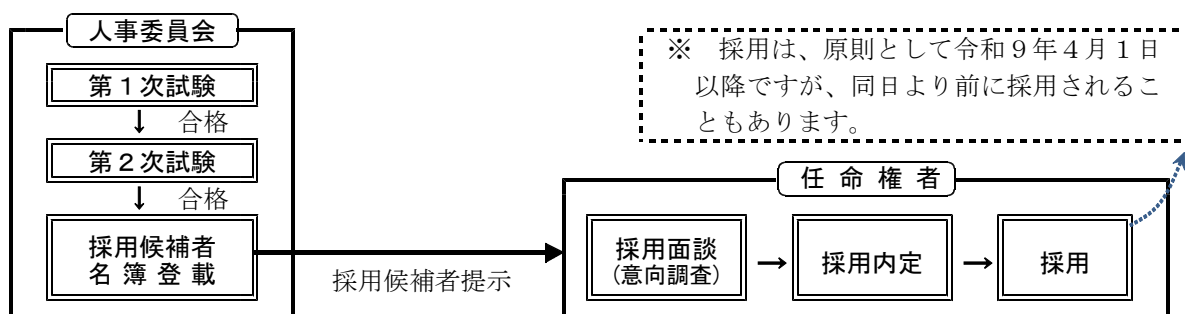 人事委員会
第1次試験
↓ 合格
第2次試験
↓ 合格
採用候補者
名簿登載
採用候補者提示
※ 採用は、原則として令和9年4月1日
以降ですが、同日より前に採用されるこ
ともあります。
任命権者
採用面談
(意向調査)
→
採用内定
→
採用